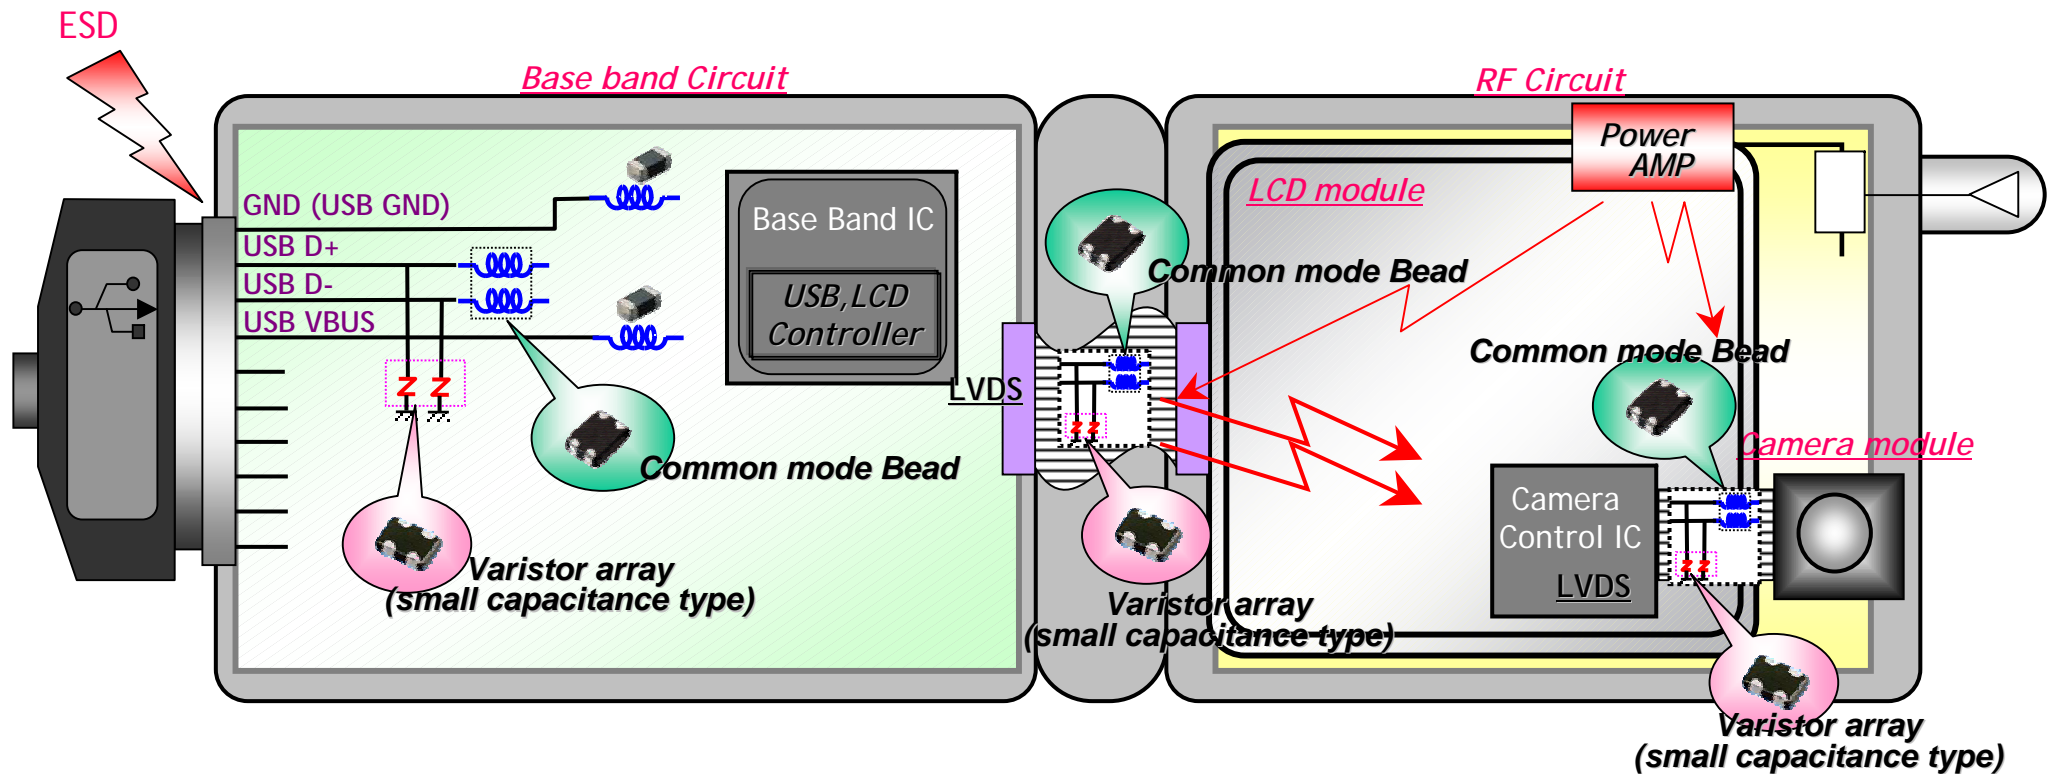 ESD
Base band Circuit
RF Circuit
Power
AMP
LCD module
GND (USB GND)
USB D+
USB D-
USB VBUS
Base Band IC
USB,LCD
Controller
Common mode Bead
Common mode Bead
LVDS
Common mode Bead
Camera module
Camera
Control IC
LVDS
Varistor array
(small capacitance type)
Varistor array
(small capacitance type)
Varistor array
(small capacitance type)